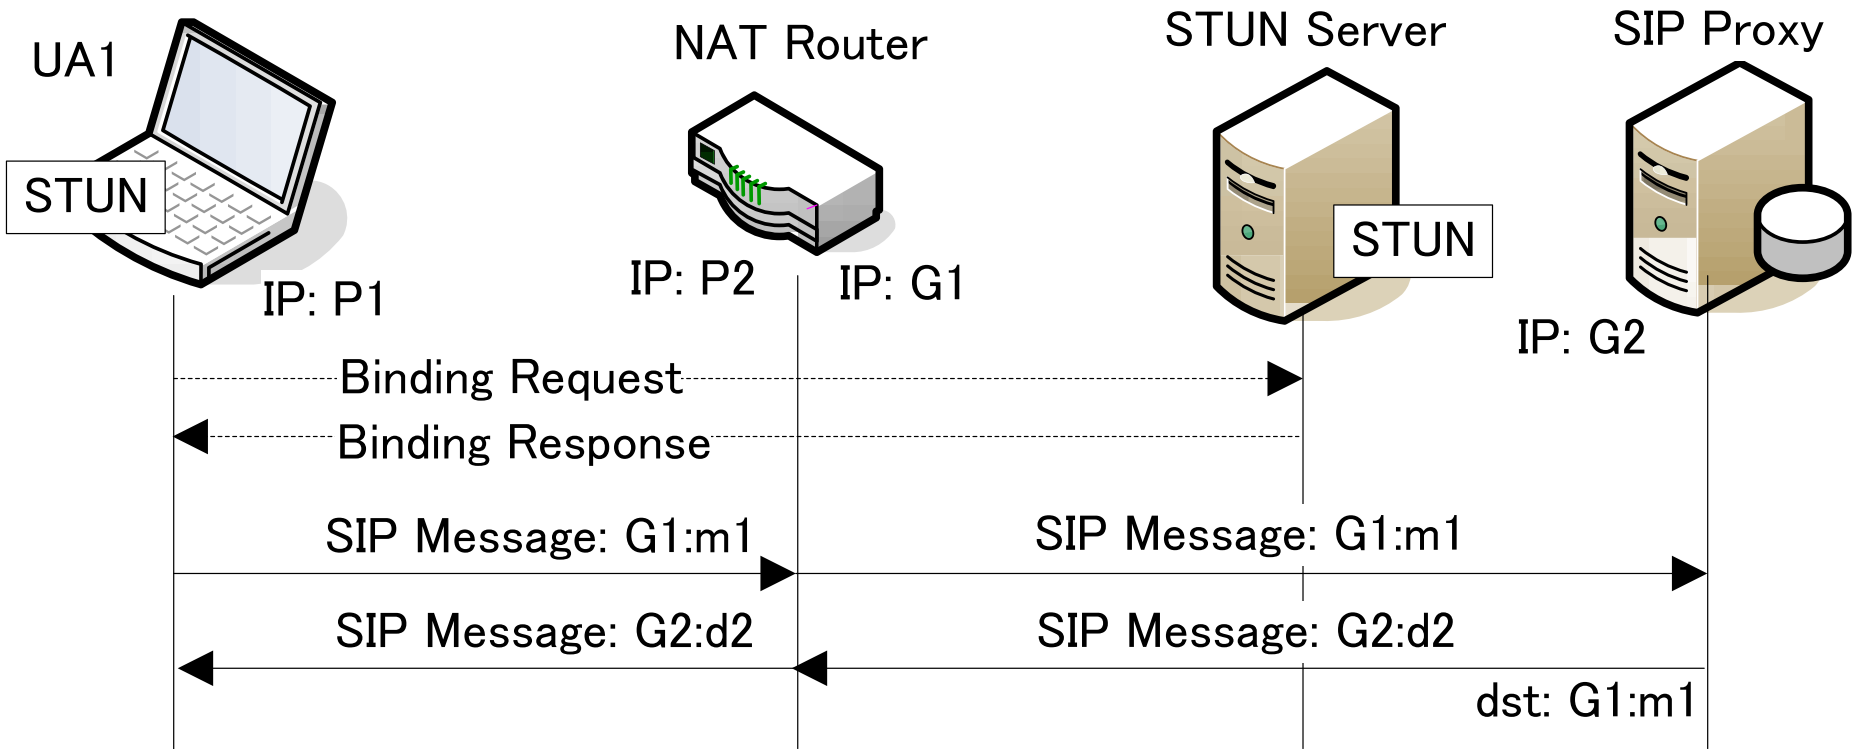 UA1
NAT Router
STUN Server
SIP Proxy
STUN
STUN
IP: P1
IP: P2
IP: G1
IP: G2
Binding Request
Binding Response
SIP Message: G1:m1
SIP Message: G1:m1
SIP Message: G2:d2
SIP Message: G2:d2
dst: G1:m1